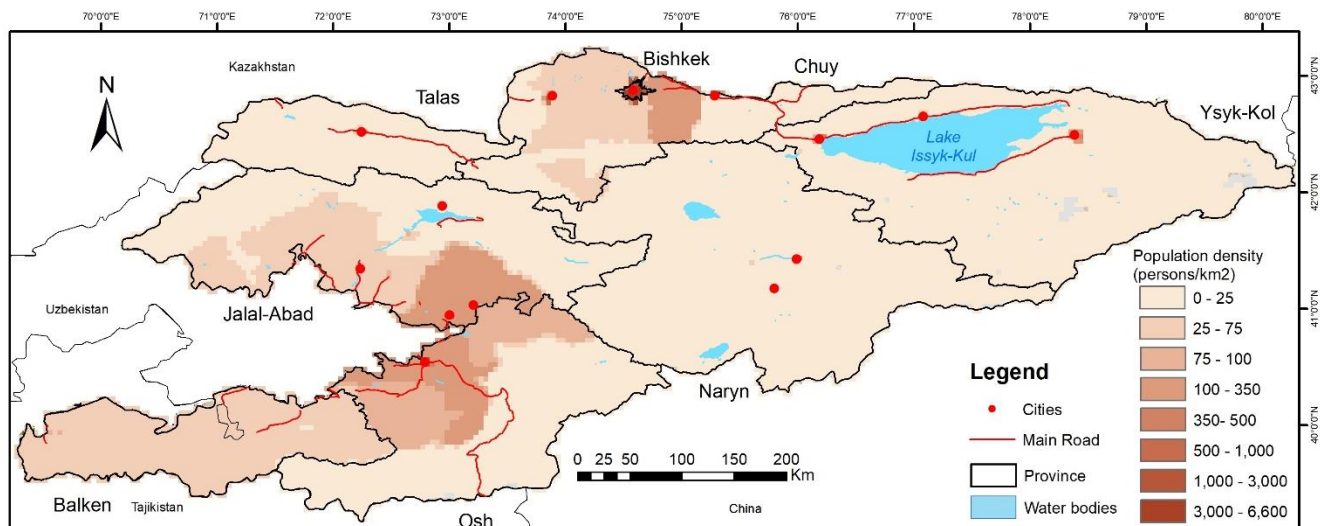 70°0'0"E 71°0'0"E 72°0'0"E 73°0'0"E 74°0'0"E 75°0'0"E 76°0'0"E 77°0'0"E 78°0'0"E 79°0'0"E 80°0'0"E
N
Kazakhstan
Talas
Bishkek
Chuy
Ysyk-Kol
Lake
Issyk-Kul
43°0'0"N
42°0'0"N
41°0'0"N
40°0'0"N
Uzbekistan
Jalal-Abad
Naryn
Balken
Tajikistan
Osh
China
0 25 50 100 150 200
Km
Legend
Cities
Main Road
Province
Water bodies
Population density
(persons/km2)
0 - 25
25 - 75
75 - 100
100 - 350
350 - 500
500 - 1,000
1,000 - 3,000
3,000 - 6,600